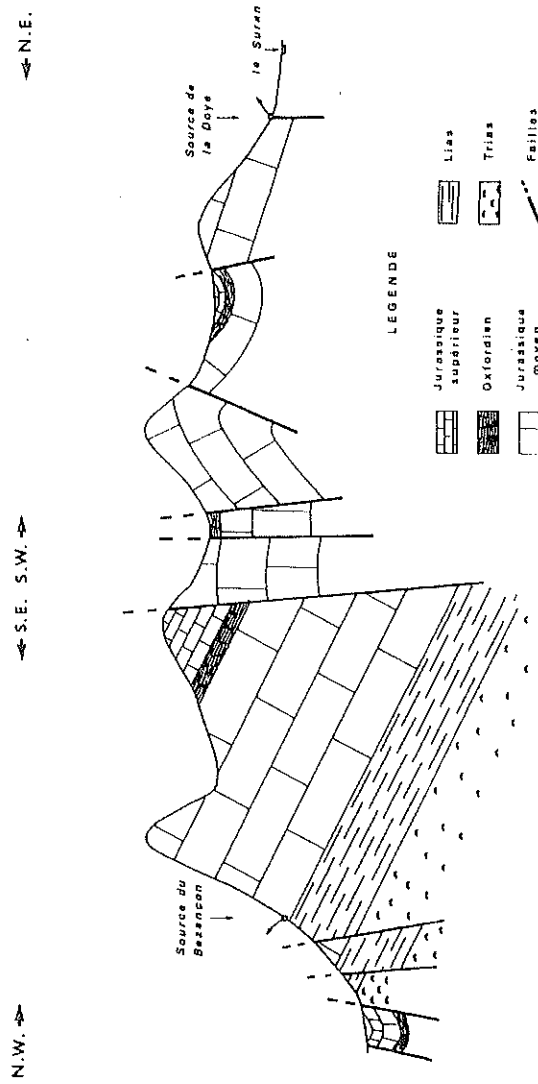 N.W. →
← S.E. S.W. →
← N.E.
Source du
Bezançon
Source de
la Doye
le Suran
LEGENDE
Jurassique
supérieur
Oxfordien
Jurassique
moyen
Lias
Trias
Failles